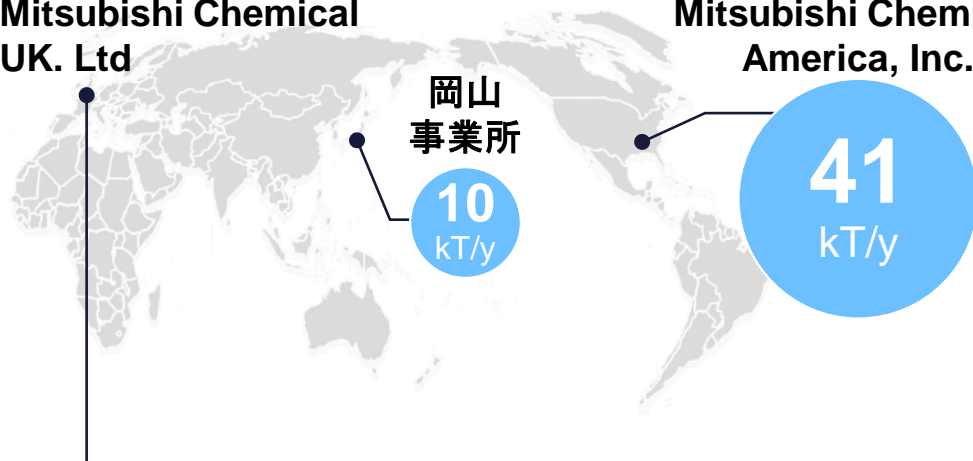 Mitsubishi Chemical
UK. Ltd
岡山
事業所
10
kT/y
Mitsubishi Chem
America, Inc.
41
kT/y